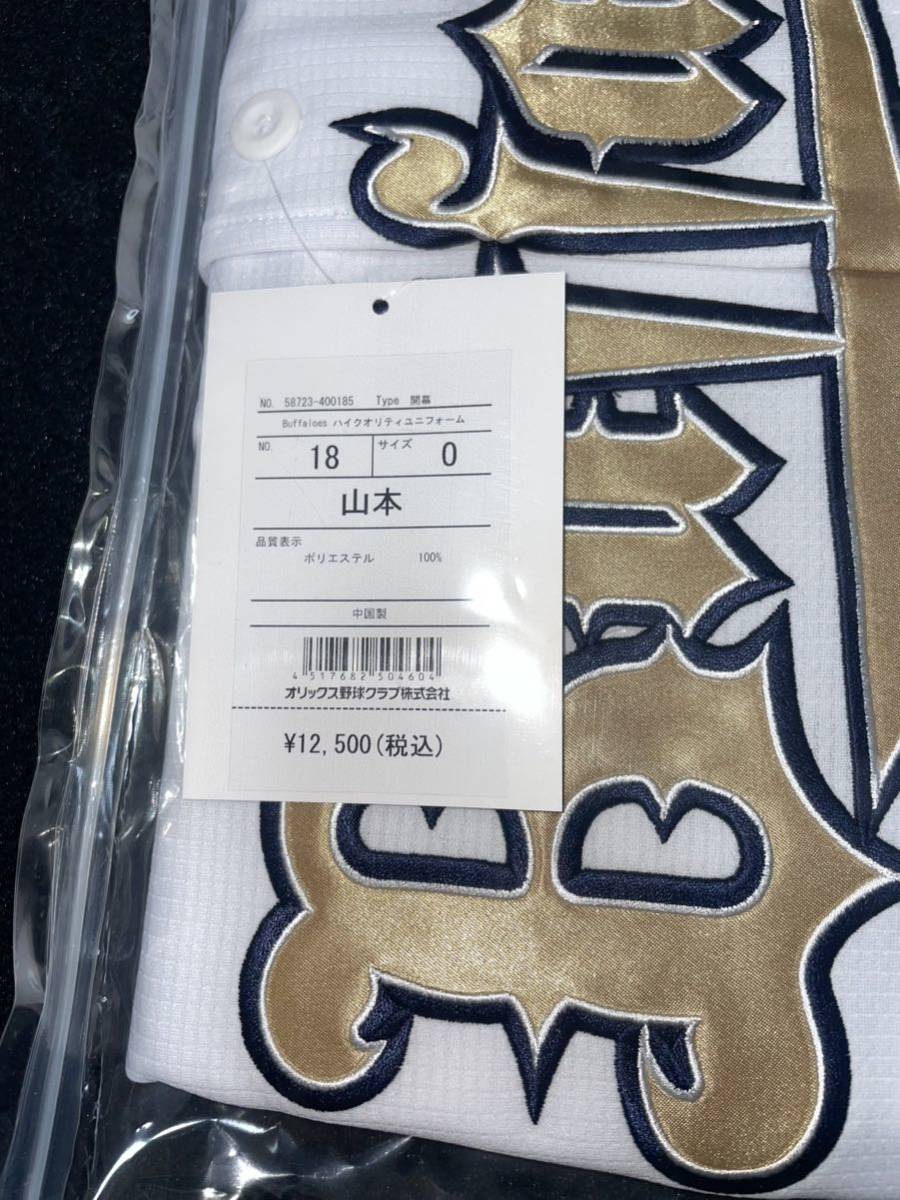 NO. 58723-400185 Type 開幕
Buffaloes ハイクオリティユニフォーム
NO. 18 サイズ 0
山本
品質表示
ポリエステル 100%
中国製
4517682504604
オリックス野球クラブ株式会社
¥12,500(税込)